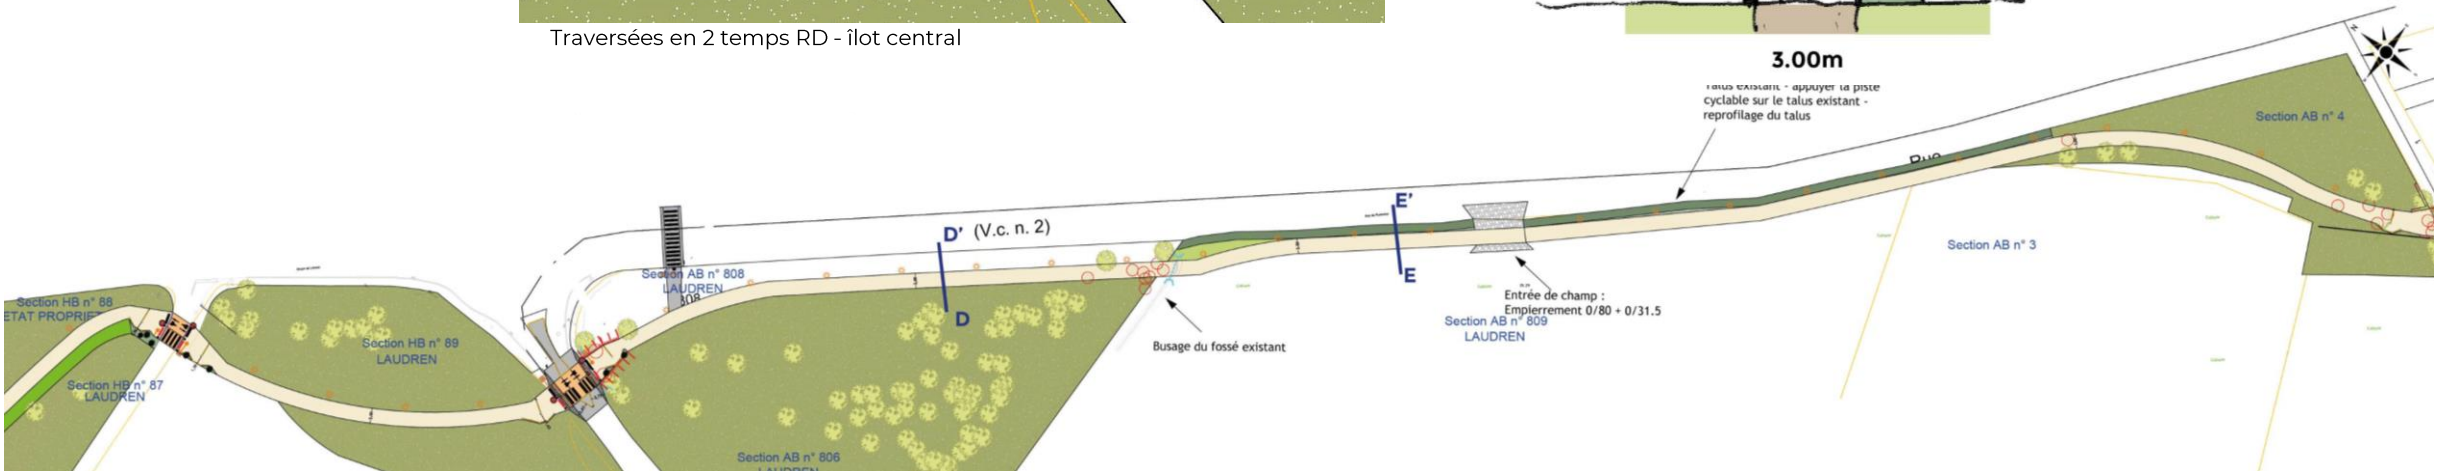 Traversées en 2 temps RD - îlot central
3.00m
Talus existant - appuyer la piste
cyclable sur le talus existant -
reprofilage du talus
Section AB n° 4
Rue
E'
D' (V.c. n. 2)
Section AB n° 3
Section AB n° 808
LAUDREN
808
E
Section HB n° 88
ETAT PROPRIET
D
Entrée de champ :
Empierrement 0/80 + 0/31.5
Section AB n° 809
LAUDREN
Busage du fossé existant
Section HB n° 89
LAUDREN
Section HB n° 87
LAUDREN
Section AB n° 806
LAUDREN